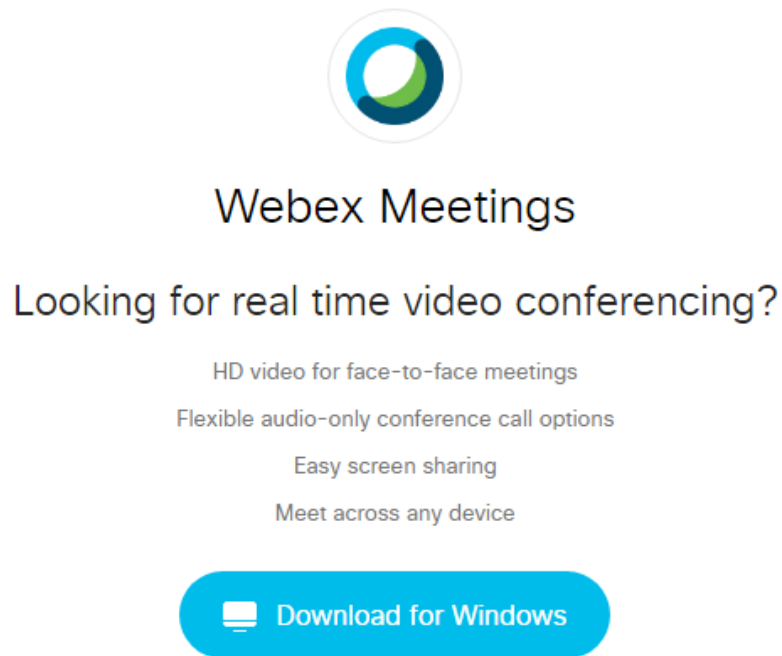 Webex Meetings
Looking for real time video conferencing?
HD video for face-to-face meetings
Flexible audio-only conference call options
Easy screen sharing
Meet across any device
Download for Windows